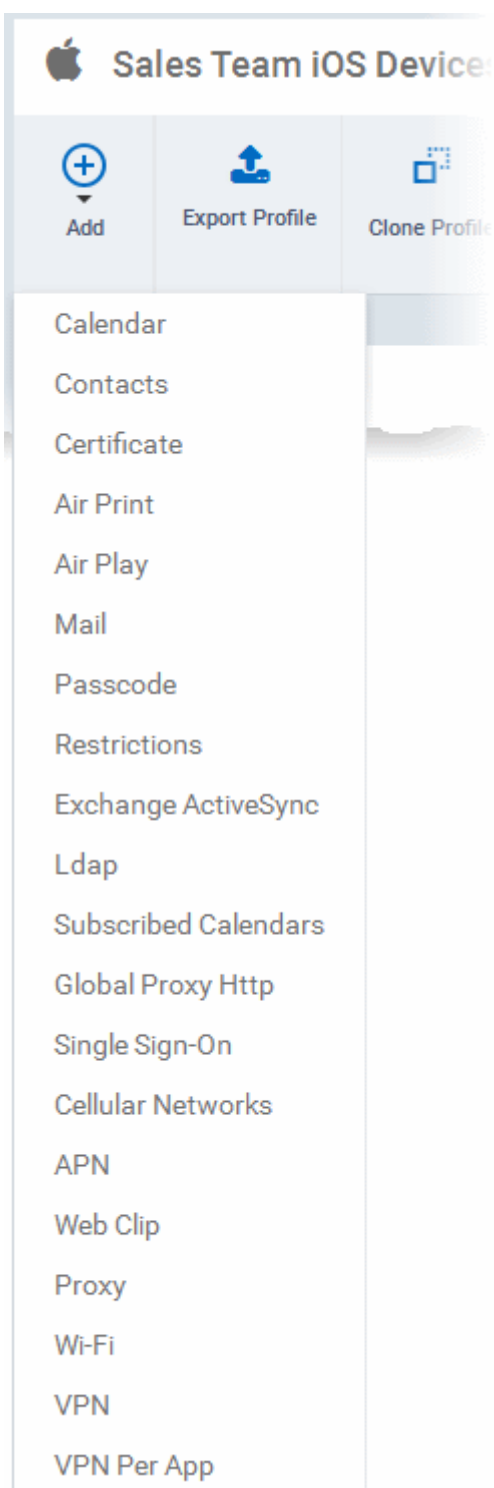 Sales Team iOS Devices
Add
Export Profile
Clone Profile
Calendar
Contacts
Certificate
Air Print
Air Play
Mail
Passcode
Restrictions
Exchange ActiveSync
Ldap
Subscribed Calendars
Global Proxy Http
Single Sign-On
Cellular Networks
APN
Web Clip
Proxy
Wi-Fi
VPN
VPN Per App